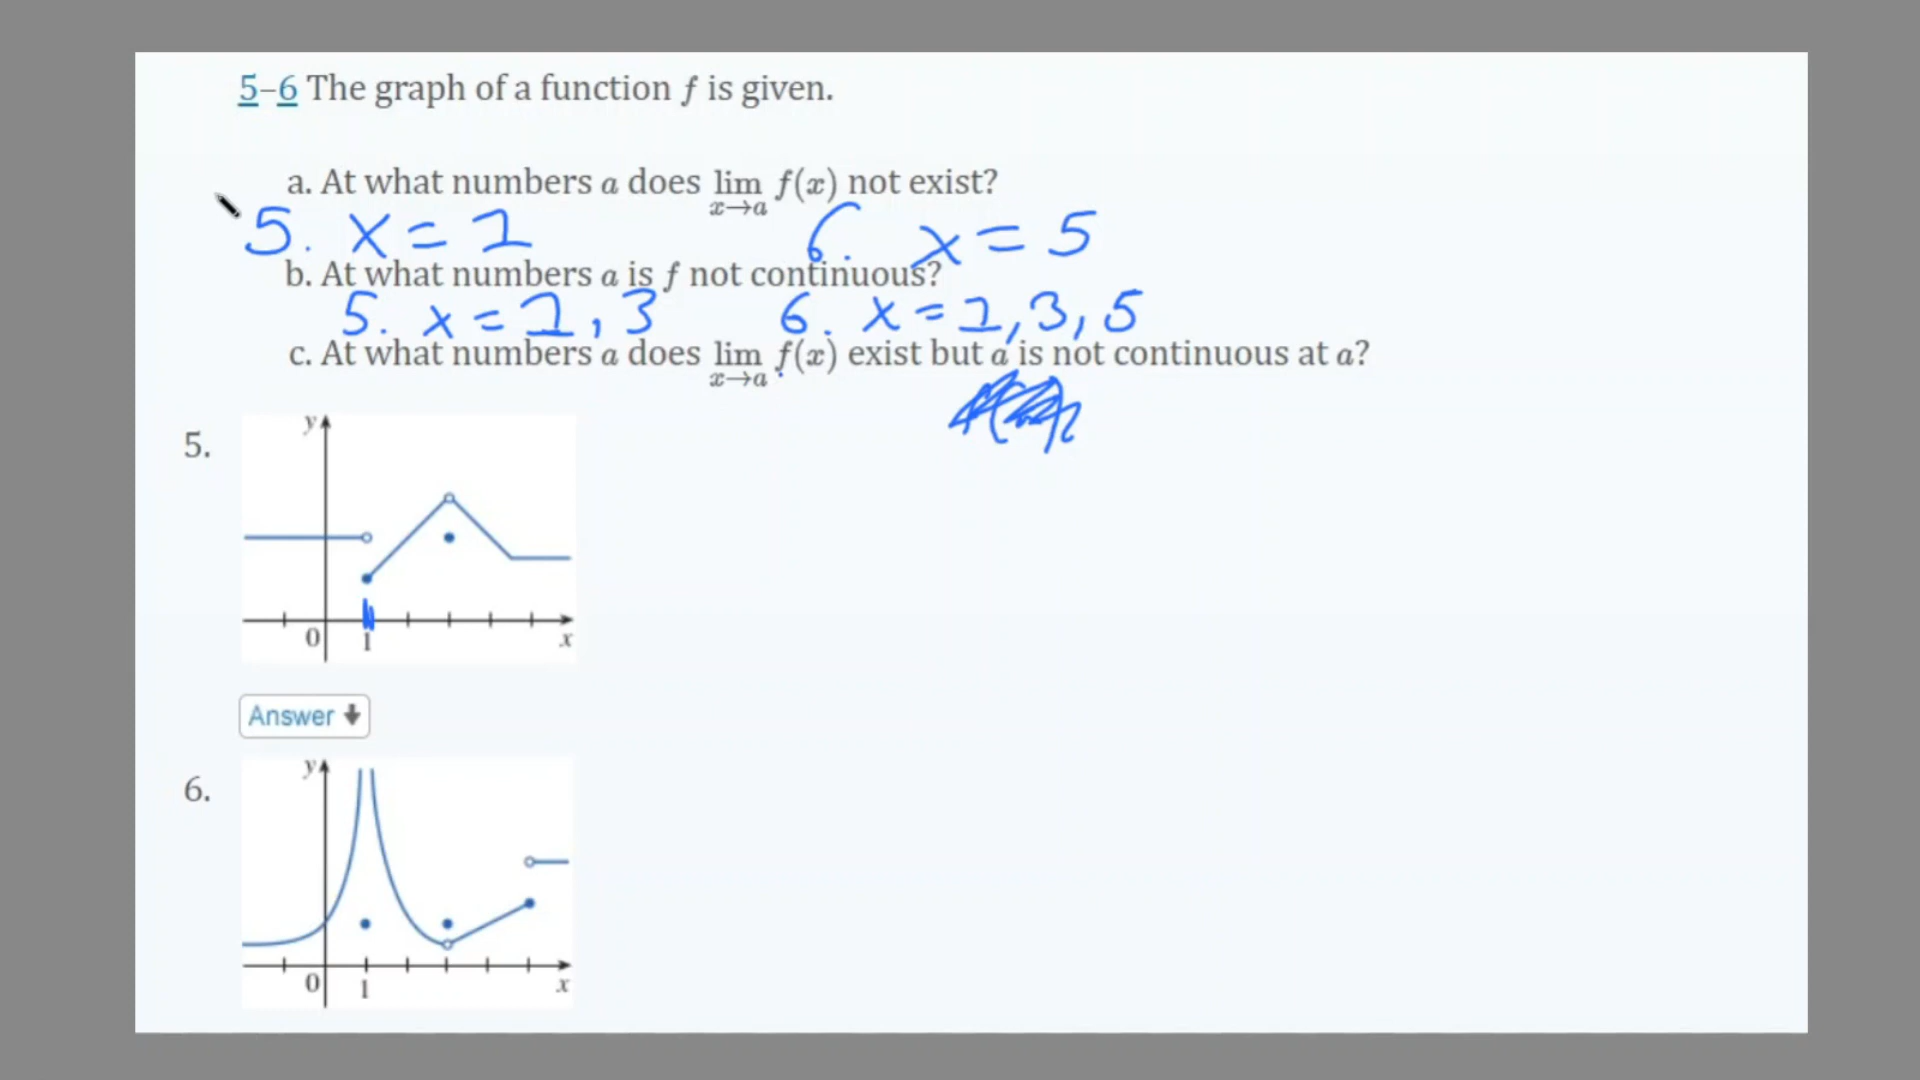 5–6 The graph of a function f is given.
a. At what numbers a does lim x→a f(x) not exist?
5. x = 1 6. x = 5
b. At what numbers a is f not continuous?
5. x = 1, 3 6. x = 1, 3, 5
c. At what numbers a does lim x→a f(x) exist but a is not continuous at a?
5.
y
0 1 x
Answer
6.
y
0 1 x